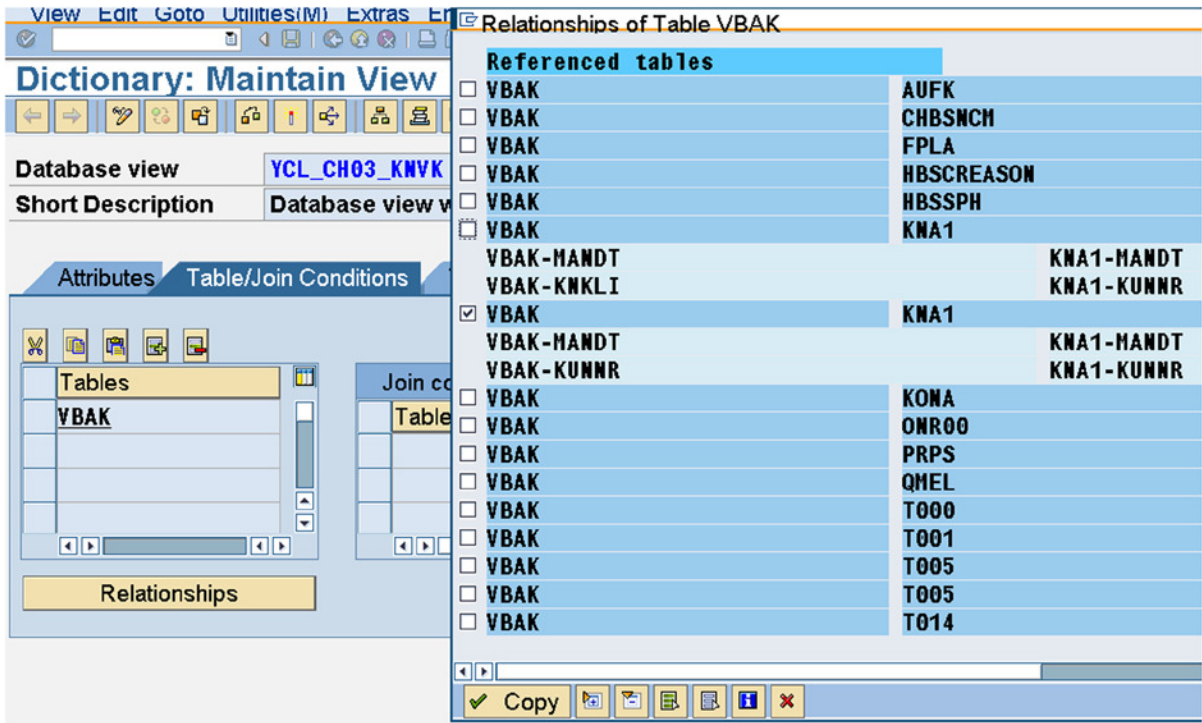 View Edit Goto Utilities(M) Extras
Dictionary: Maintain View
Database view YCL_CH03_KNVK
Short Description Database view
Attributes Table/Join Conditions
Tables
VBAK
Join
Table
Relationships
Relationships of Table VBAK
Referenced tables
VBAK AUFK
VBAK CHBSNCM
VBAK FPLA
VBAK HBSCREASON
VBAK HBSSPH
VBAK KNA1
VBAK-MANDT KNA1-MANDT
VBAK-KNKLI KNA1-KUNNR
VBAK KNA1
VBAK-MANDT KNA1-MANDT
VBAK-KUNNR KNA1-KUNNR
VBAK KONA
VBAK ONR00
VBAK PRPS
VBAK QMEL
VBAK T000
VBAK T001
VBAK T005
VBAK T005
VBAK T014
Copy